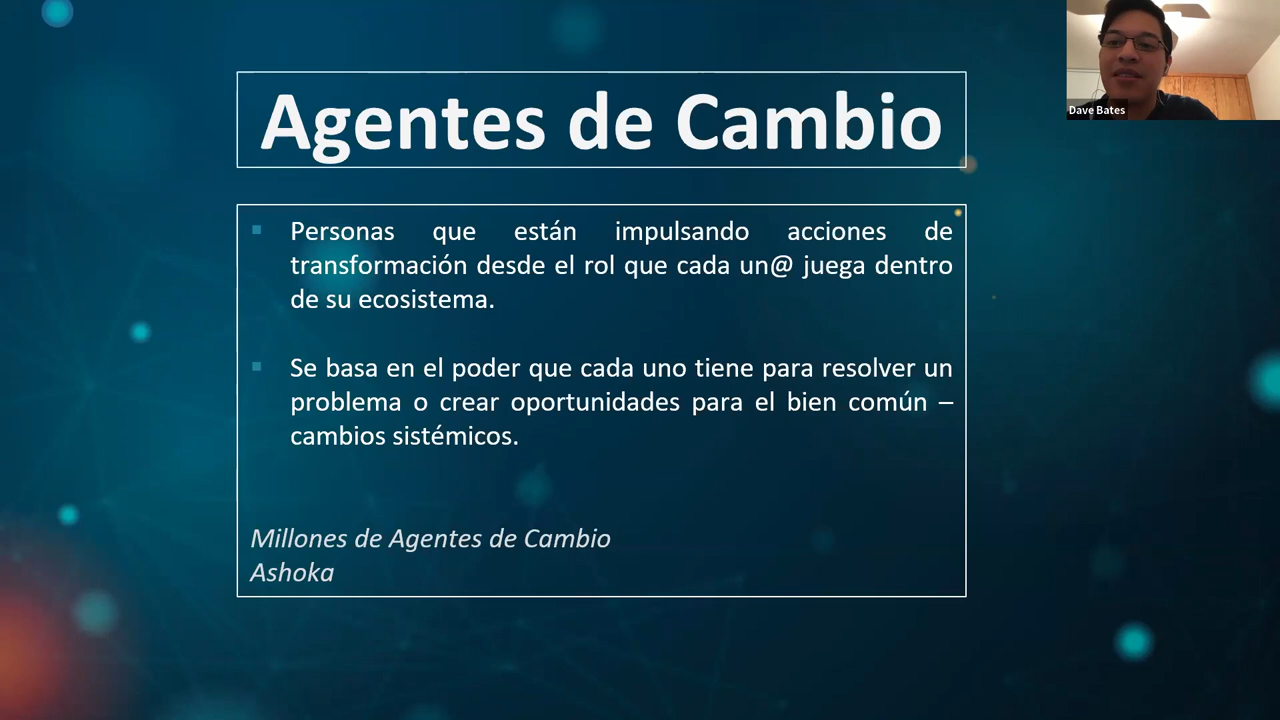 Agentes de Cambio
Dave Bates
▪ Personas que están impulsando acciones de
transformación desde el rol que cada un@ juega dentro
de su ecosistema.
▪ Se basa en el poder que cada uno tiene para resolver un
problema o crear oportunidades para el bien común –
cambios sistémicos.
Millones de Agentes de Cambio
Ashoka